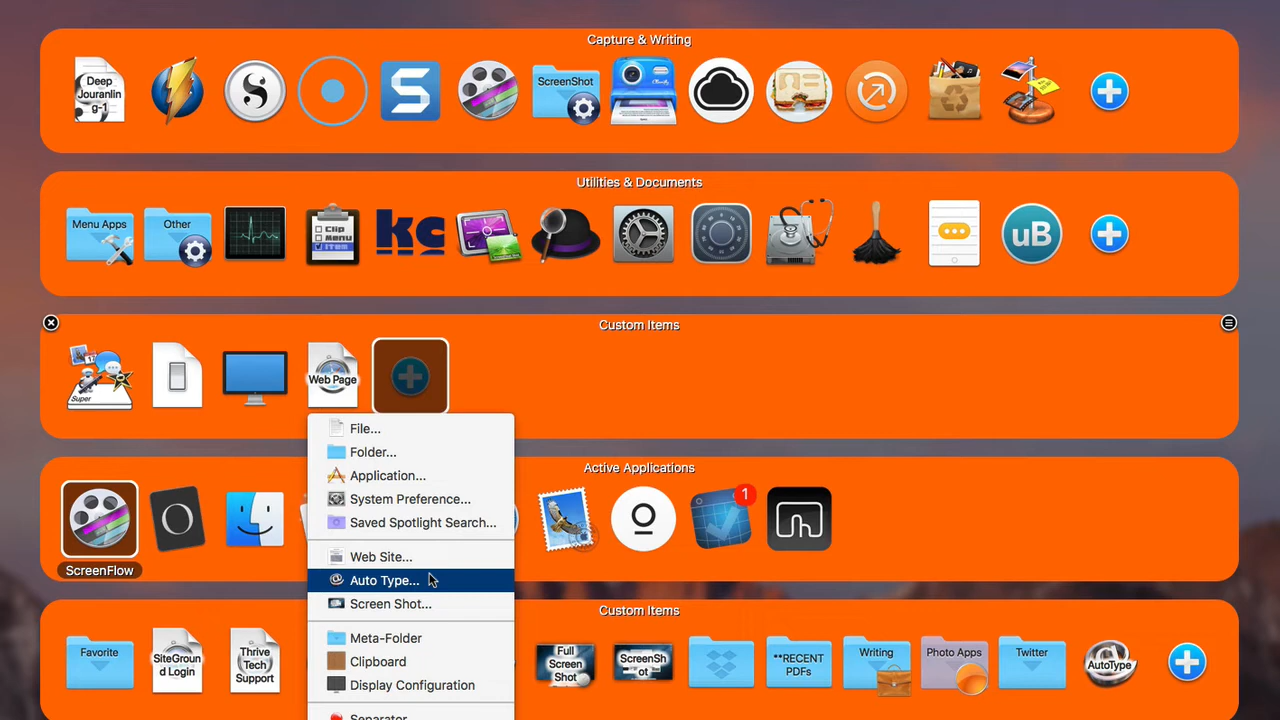 Capture & Writing
Deep
Jouranlin
g-1
S
S
ScreenShot
Utilities & Documents
Menu Apps
Other
Clip
Menu
ITEM
kc
uB
Custom Items
Super
Web Page
File...
Folder...
Application...
System Preference...
Saved Spotlight Search...
Web Site...
Auto Type...
Screen Shot...
Meta-Folder
Clipboard
Display Configuration
Separator
Active Applications
1
ScreenFlow
Custom Items
Favorite
SiteGroun
d Login
Thrive
Tech
Support
Full
Screen
Shot
ScreenSh
ot
**RECENT
PDFs
Writing
Photo Apps
Twitter
AutoType